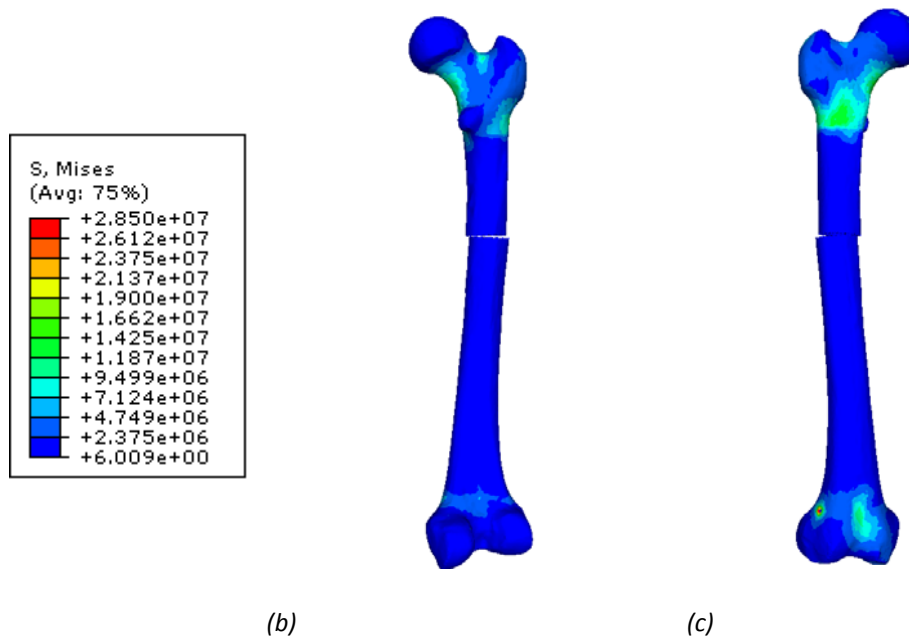 S, Mises
(Avg: 75%)
+2.850e+07
+2.612e+07
+2.375e+07
+2.137e+07
+1.900e+07
+1.662e+07
+1.425e+07
+1.187e+07
+9.499e+06
+7.124e+06
+4.749e+06
+2.375e+06
+6.009e+00
(b) (c)